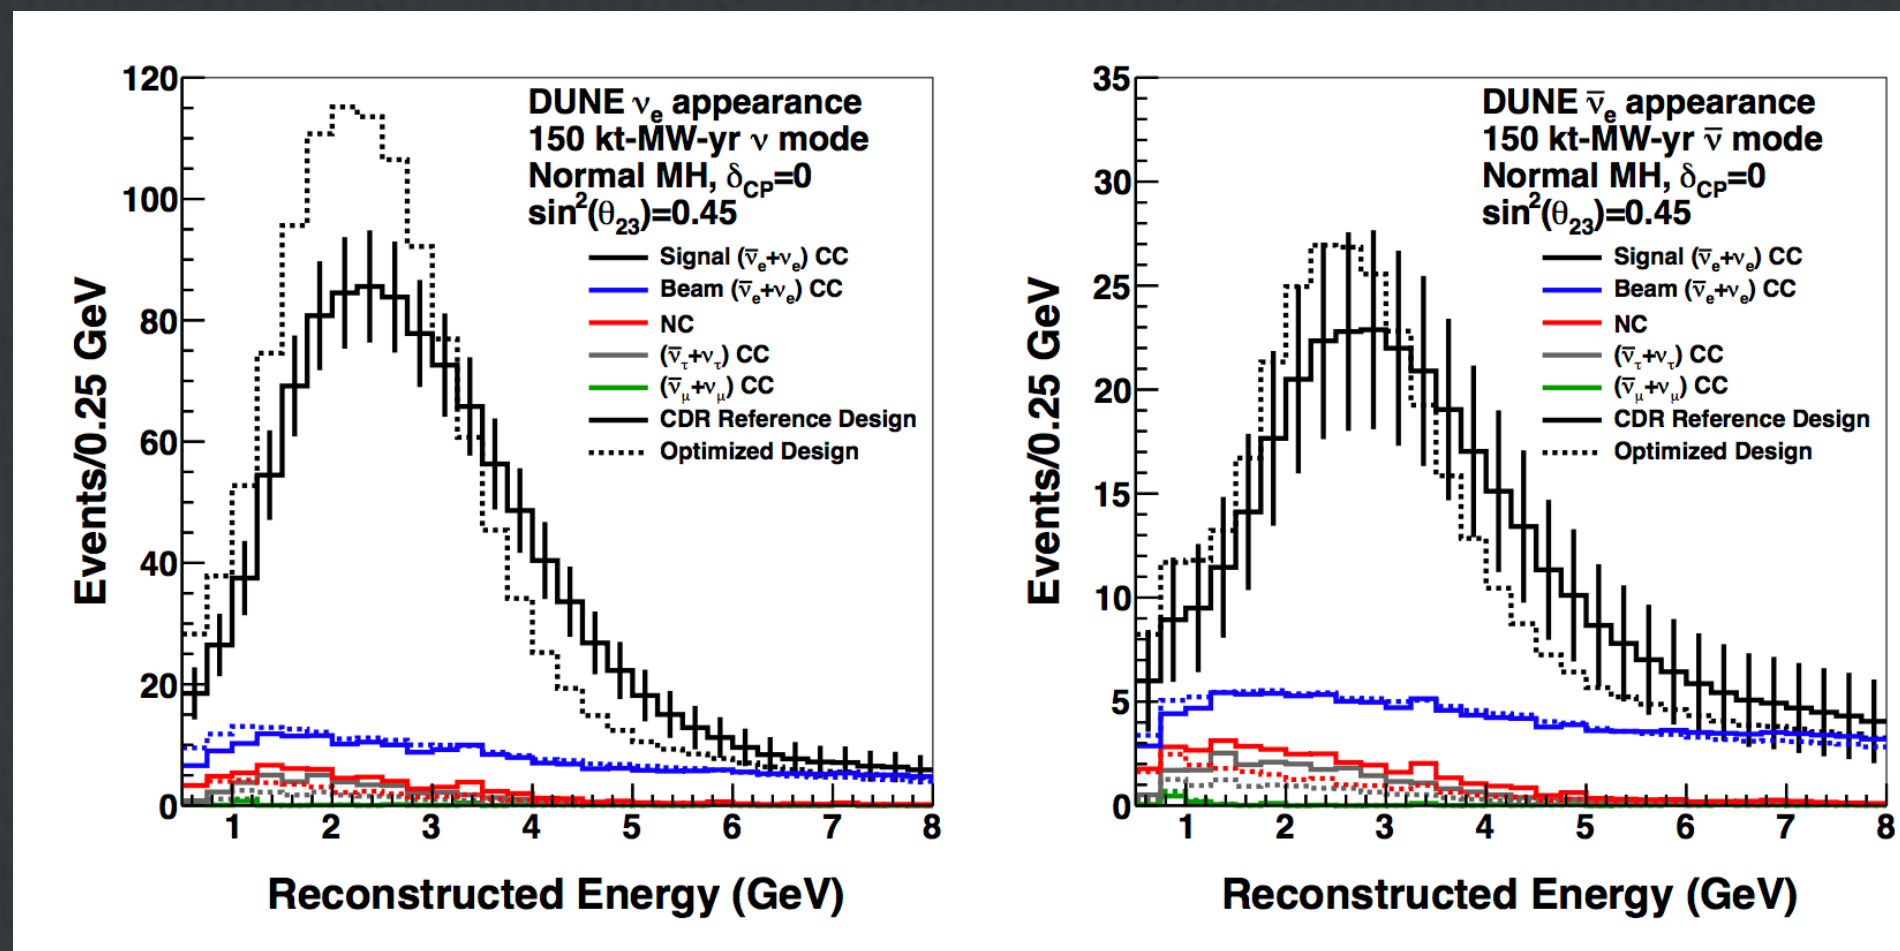 120
100
80
60
40
20
0
Events/0.25 GeV
DUNE νₑ appearance
150 kt-MW-yr ν mode
Normal MH, δCP=0
sin²(θ₂₃)=0.45
Signal (ν̅ₑ+νₑ) CC
Beam (ν̅ₑ+νₑ) CC
NC
(ν̅τ+ντ) CC
(ν̅μ+νμ) CC
CDR Reference Design
Optimized Design
1 2 3 4 5 6 7 8
Reconstructed Energy (GeV)
35
30
25
20
15
10
5
0
Events/0.25 GeV
DUNE ν̅ₑ appearance
150 kt-MW-yr ν̅ mode
Normal MH, δCP=0
sin²(θ₂₃)=0.45
Signal (ν̅ₑ+νₑ) CC
Beam (ν̅ₑ+νₑ) CC
NC
(ν̅τ+ντ) CC
(ν̅μ+νμ) CC
CDR Reference Design
Optimized Design
1 2 3 4 5 6 7 8
Reconstructed Energy (GeV)